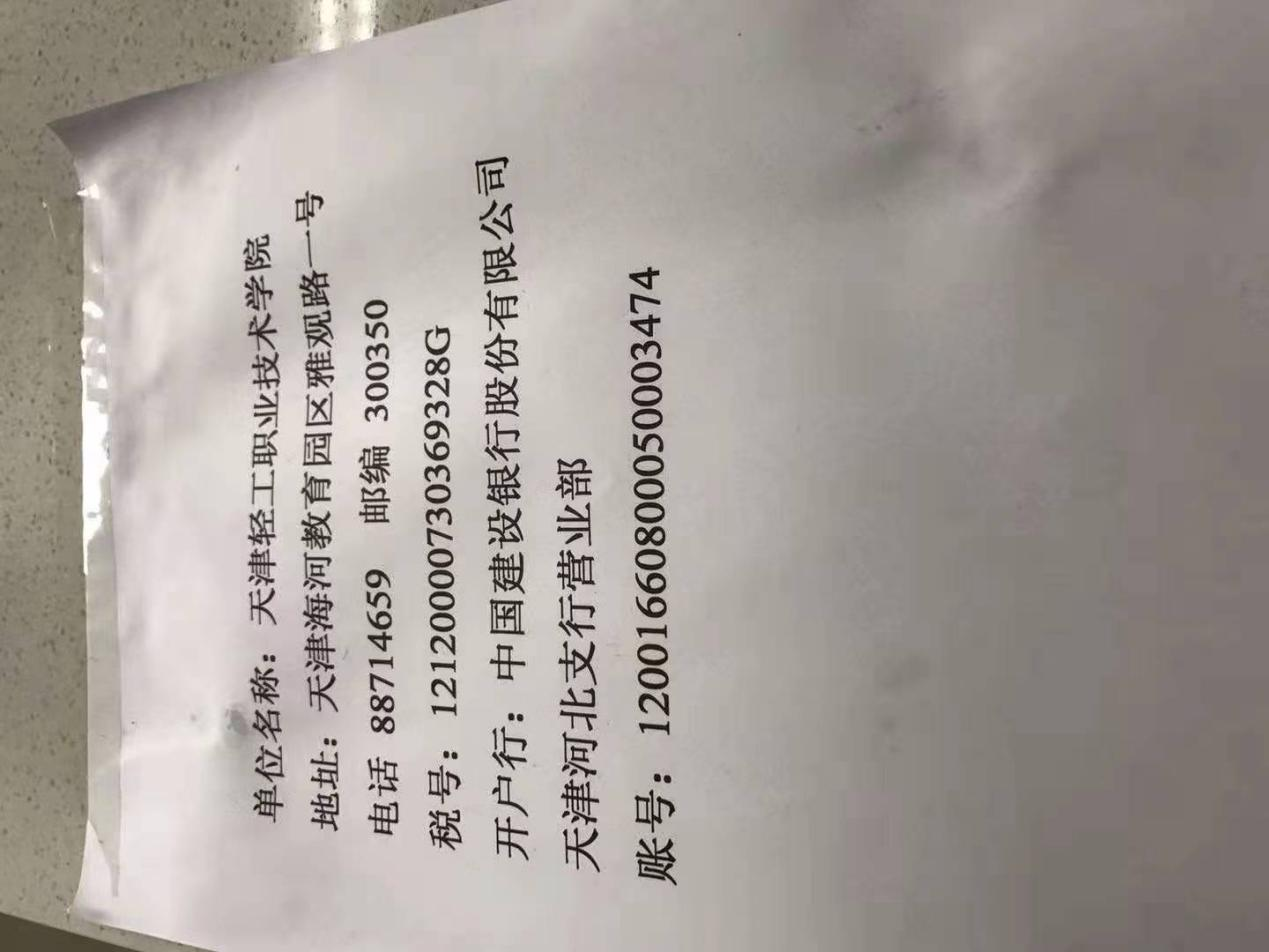 单位名称：天津轻工职业技术学院
地址：天津海河教育园区雅观路一号
电话 88714659 邮编 300350
税号：12120000730369328G
开户行：中国建设银行股份有限公司
天津河北支行营业部
账号：12001660800050003474